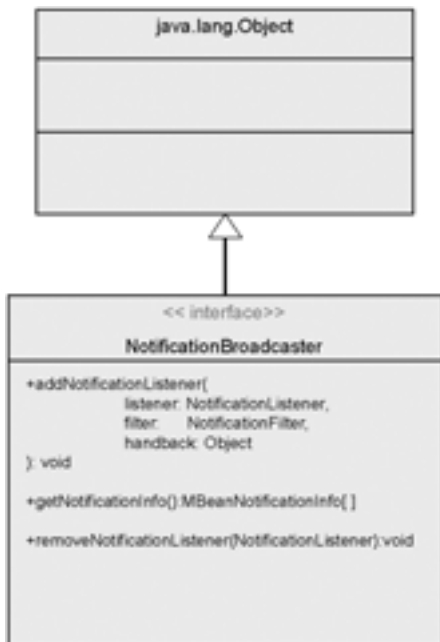 java.lang.Object
<< interface>>
NotificationBroadcaster
+addNotificationListener(
listener: NotificationListener,
filter: NotificationFilter,
handback: Object
): void
+getNotificationInfo():MBeanNotificationInfo[ ]
+removeNotificationListener(NotificationListener):void